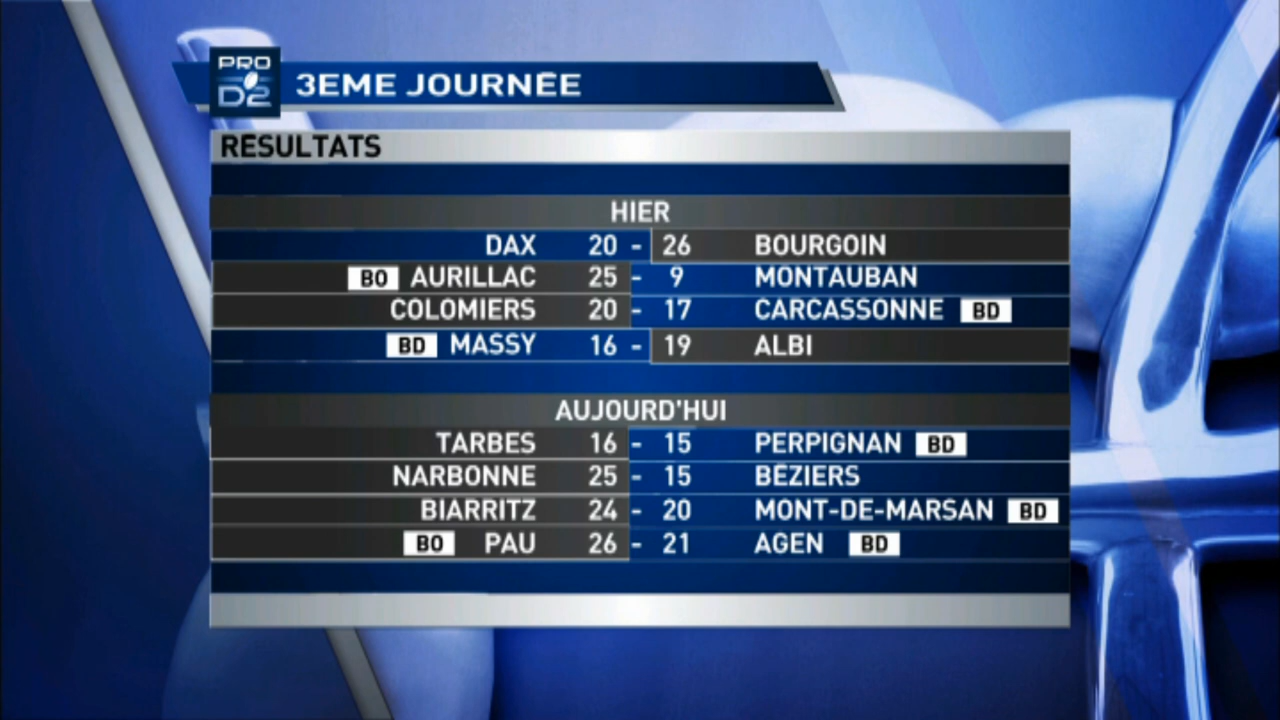 PRO
D2
3EME JOURNÉE
RESULTATS
HIER
DAX 20 - 26 BOURGOIN
BO AURILLAC 25 - 9 MONTAUBAN
COLOMIERS 20 - 17 CARCASSONNE BD
BD MASSY 16 - 19 ALBI
AUJOURD'HUI
TARBES 16 - 15 PERPIGNAN BD
NARBONNE 25 - 15 BÉZIERS
BIARRITZ 24 - 20 MONT-DE-MARSAN BD
BO PAU 26 - 21 AGEN BD